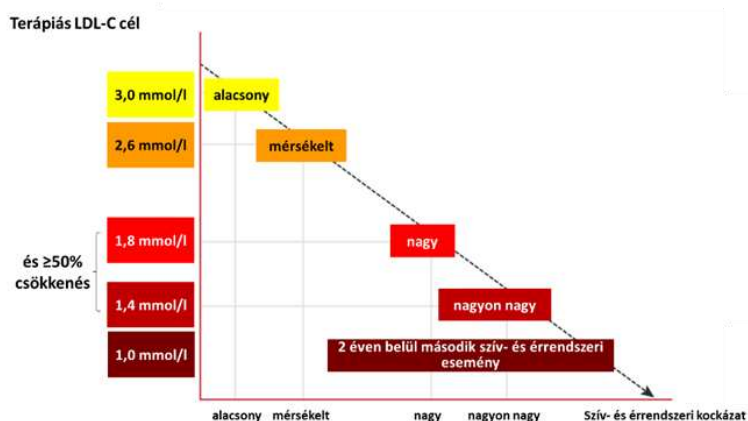 Terápiás LDL-C cél
3,0 mmol/l
alacsony
2,6 mmol/l
mérsékelt
1,8 mmol/l
nagy
és ≥50%
csökkenés
1,4 mmol/l
nagyon nagy
1,0 mmol/l
2 éven belül második szív- és érrendszeri
esemény
alacsony mérsékelt nagy nagyon nagy Szív- és érrendszeri kockázat